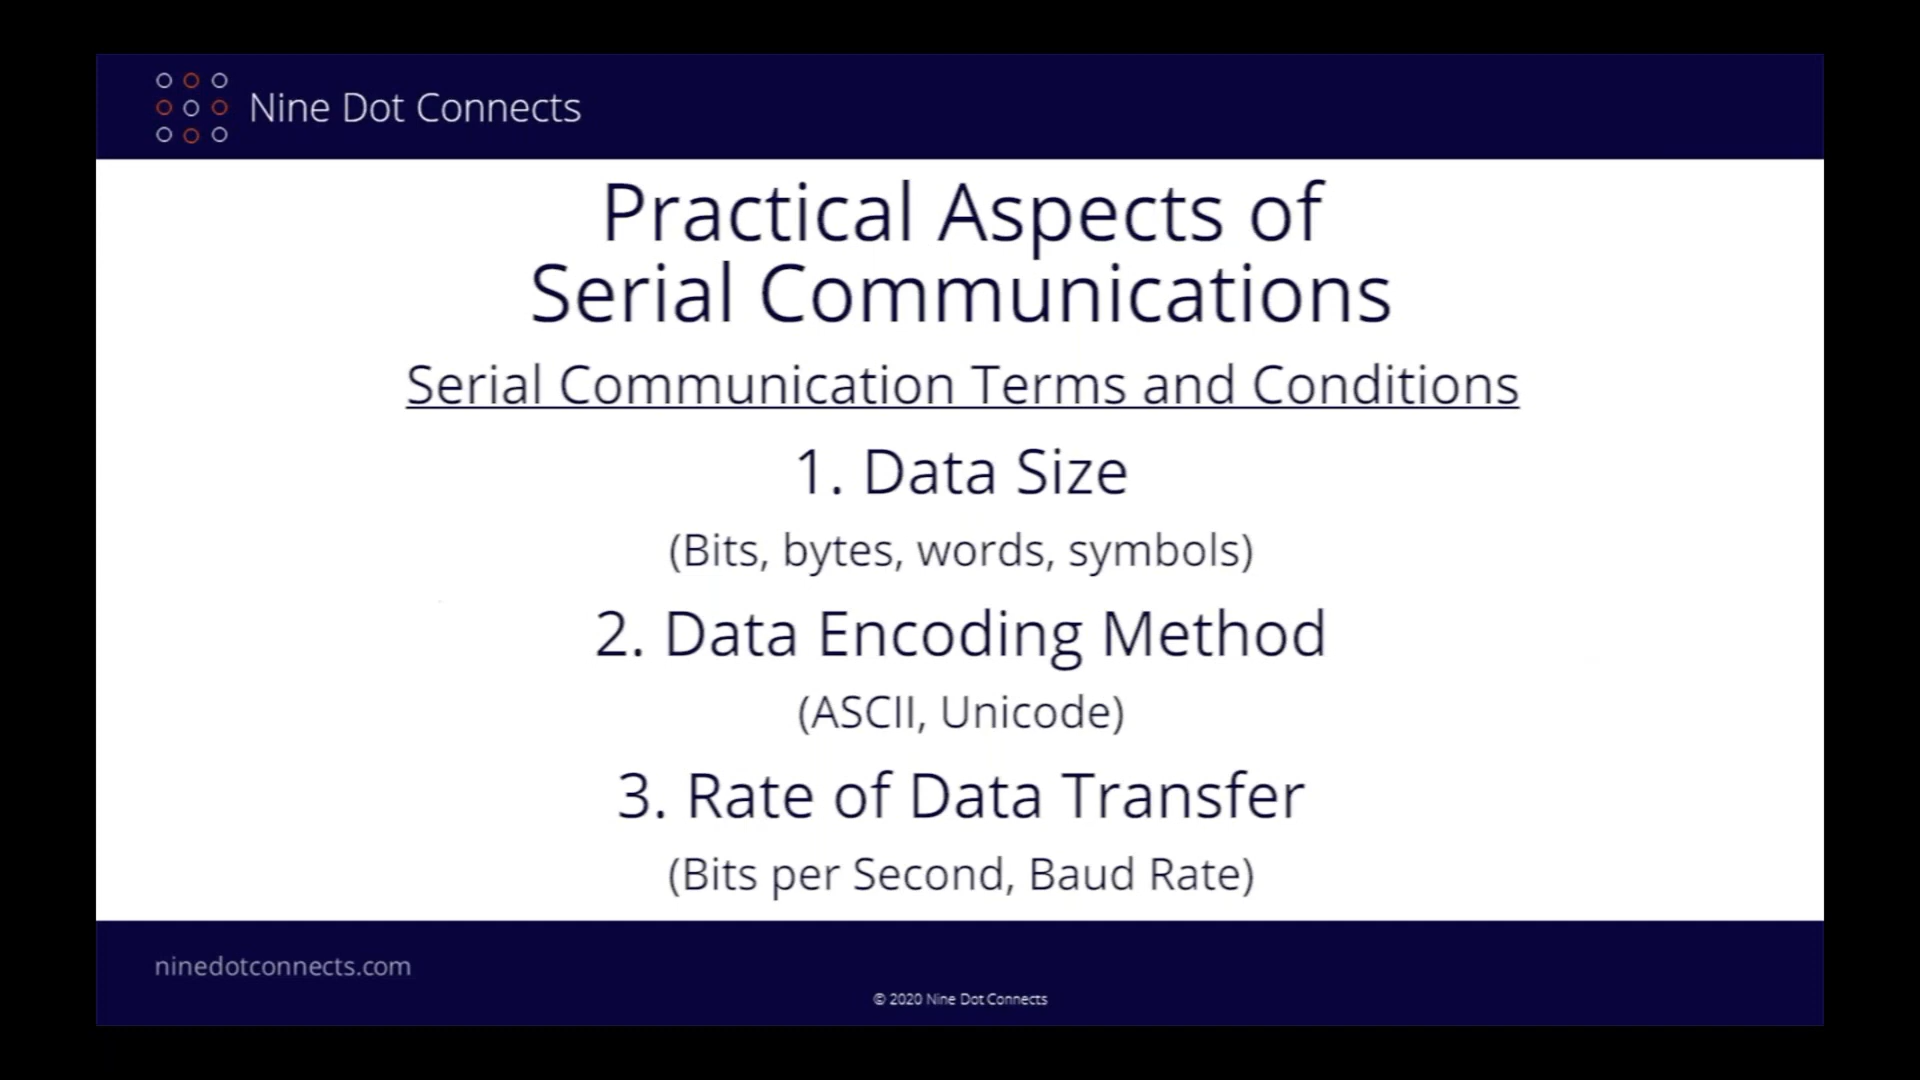 Nine Dot Connects
Practical Aspects of
Serial Communications
Serial Communication Terms and Conditions
1. Data Size
(Bits, bytes, words, symbols)
2. Data Encoding Method
(ASCII, Unicode)
3. Rate of Data Transfer
(Bits per Second, Baud Rate)
ninedotconnects.com
© 2020 Nine Dot Connects